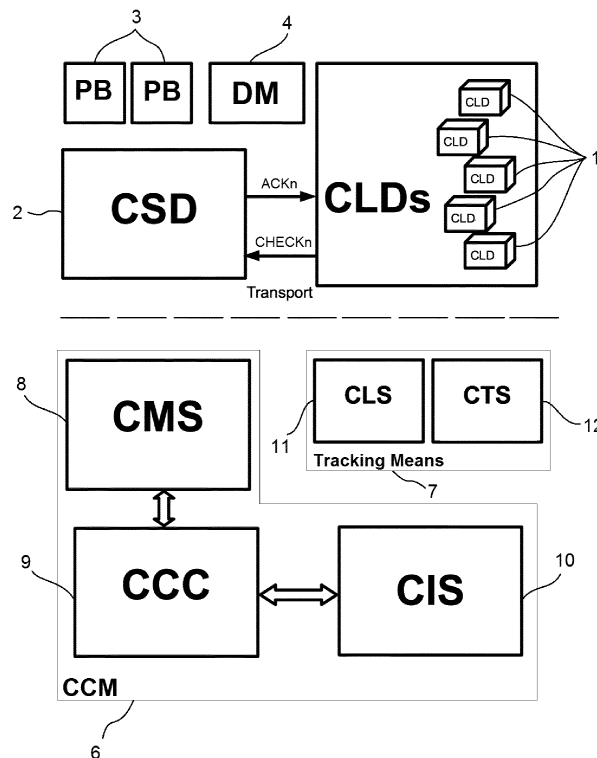 3
4
PB
PB
DM
CLD
CLD
1
CLD
CLD
CLD
CLDs
2
CSD
ACKn
CHECKn
Transport
8
CMS
CLS
CTS
11
12
Tracking Means
7
9
CCC
CIS
10
CCM
6